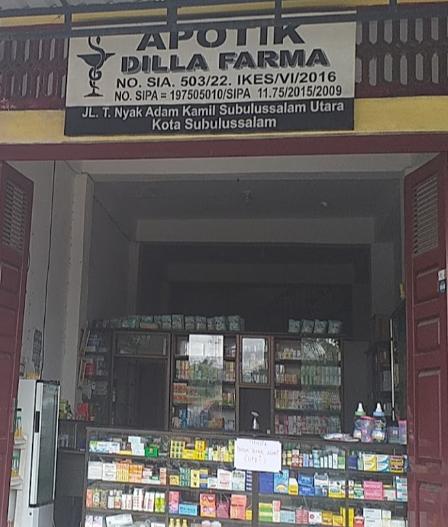 APOTIK
DILLA FARMA
NO. SIA. 503/22. IKES/VI/2016
NO. SIPA = 197505010/SIPA 11.75/2015/2009
JL. T. Nyak Adam Kamil Subulussalam Utara
Kota Subulussalam